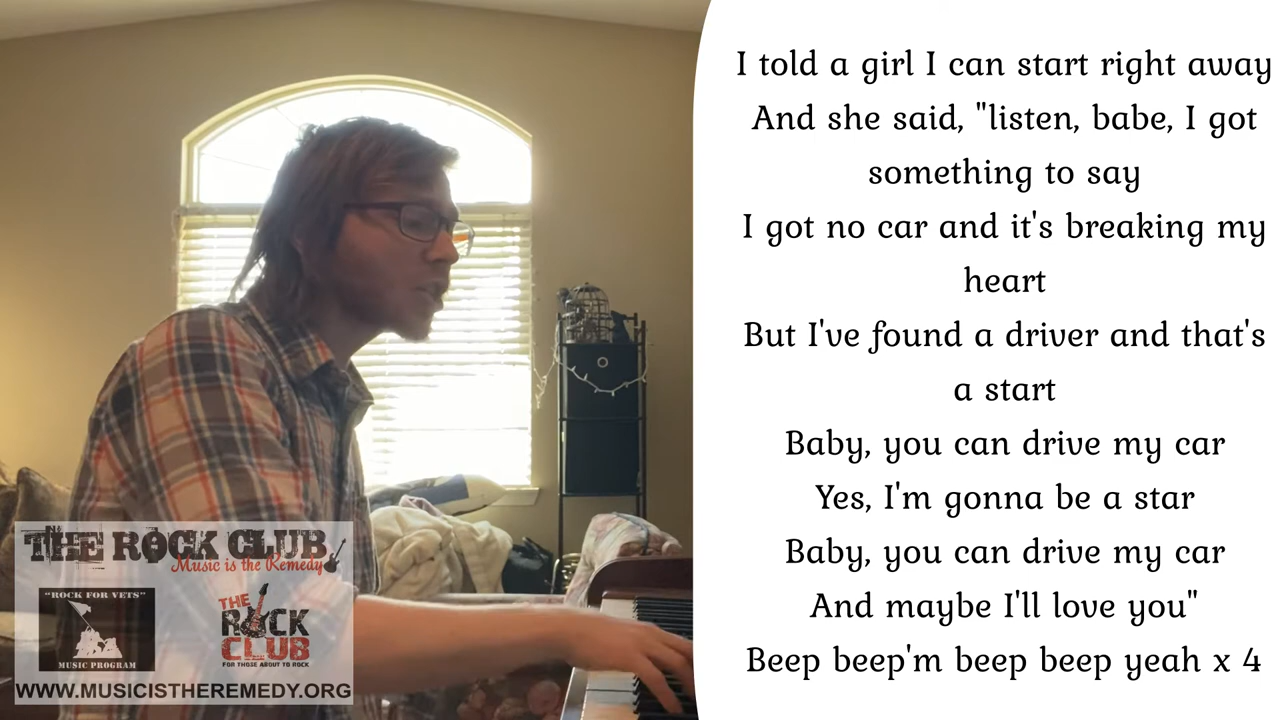 I told a girl I can start right away
And she said, "listen, babe, I got
something to say
I got no car and it's breaking my
heart
But I've found a driver and that's
a start
Baby, you can drive my car
Yes, I'm gonna be a star
Baby, you can drive my car
And maybe I'll love you"
Beep beep'm beep beep yeah x 4
THE ROCK CLUB
Music is the Remedy
"ROCK FOR VETS"
MUSIC PROGRAM
THE
ROCK
CLUB
FOR THOSE ABOUT TO ROCK
WWW.MUSICISTHEREMEDY.ORG